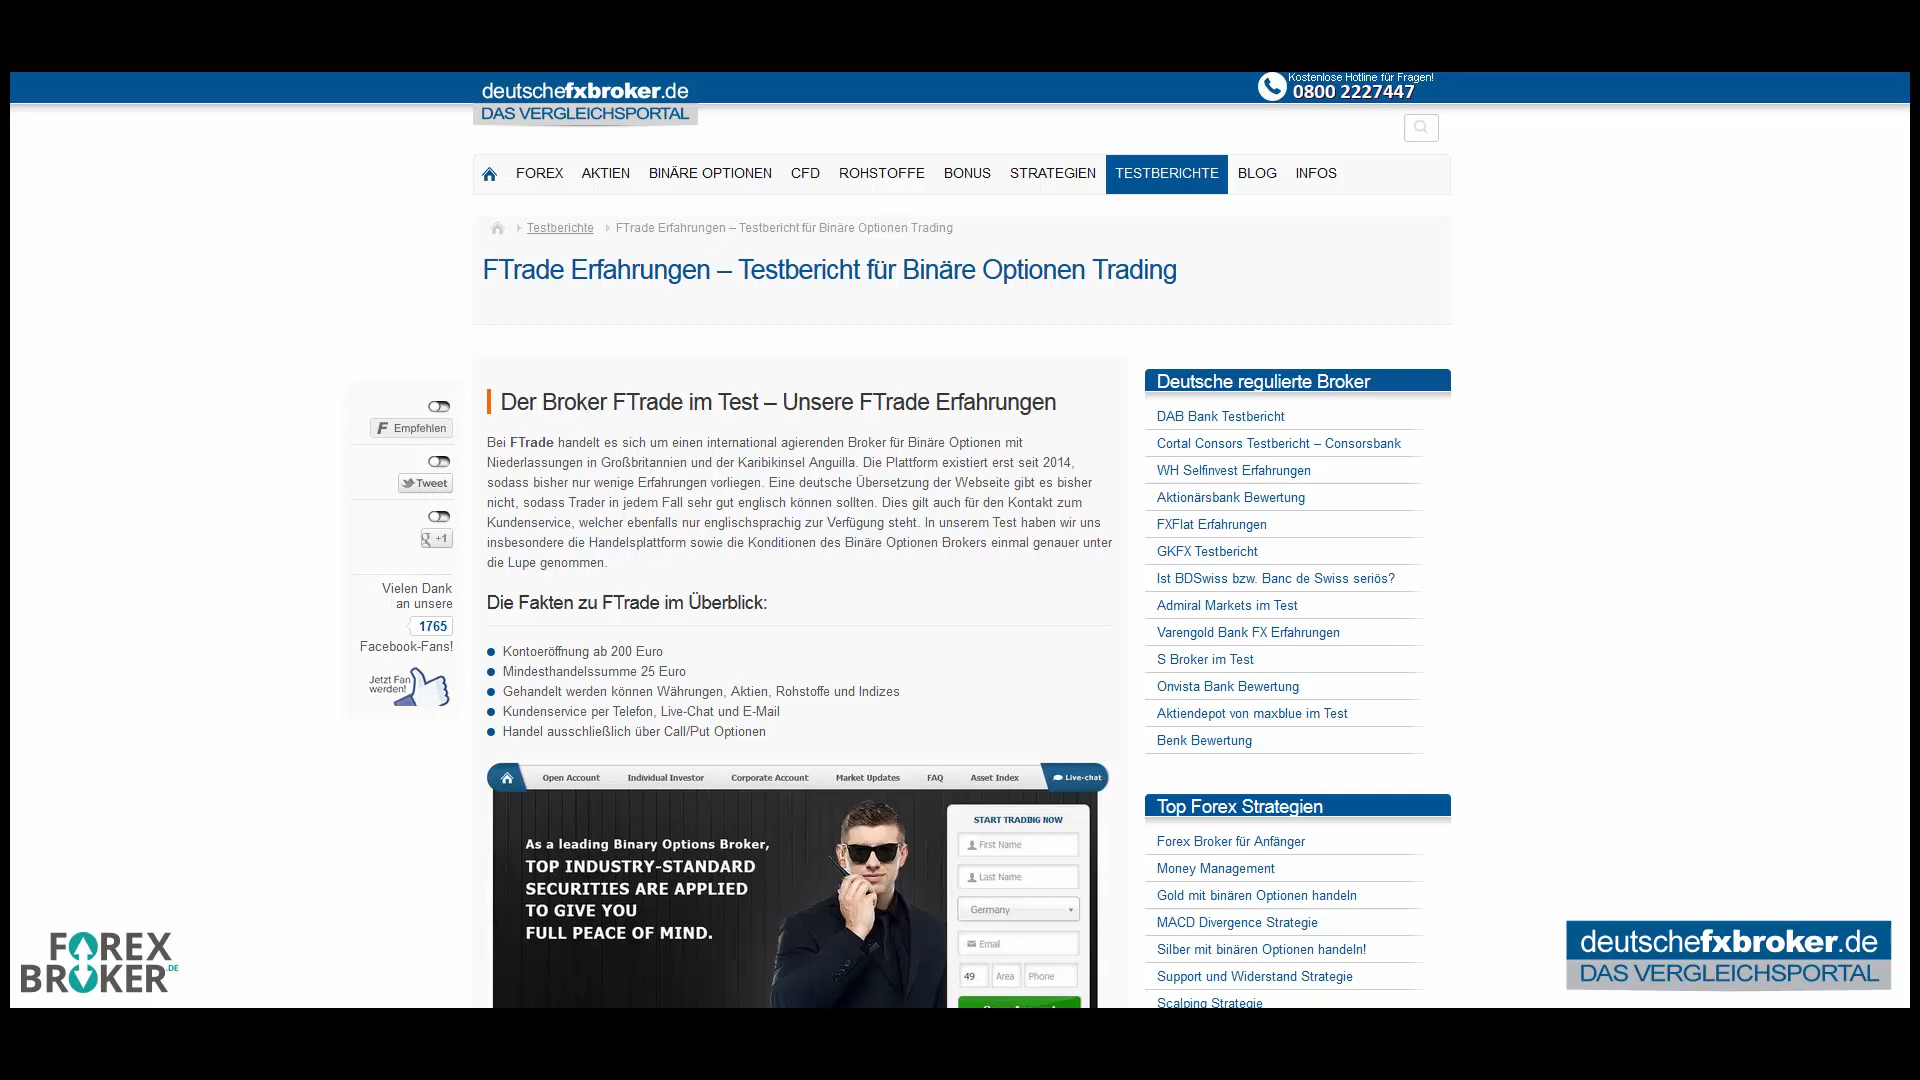 deutschefxbroker.de
DAS VERGLEICHSPORTAL
Kostenlose Hotline für Fragen!
0800 2227447
FOREX AKTIEN BINÄRE OPTIONEN CFD ROHSTOFFE BONUS STRATEGIEN TESTBERICHTE BLOG INFOS
Testberichte FTrade Erfahrungen – Testbericht für Binäre Optionen Trading
FTrade Erfahrungen – Testbericht für Binäre Optionen Trading
F Empfehlen
Tweet
g +1
Vielen Dank
an unsere
1765
Facebook-Fans!
Jetzt Fan
werden!
Der Broker FTrade im Test – Unsere FTrade Erfahrungen
Bei FTrade handelt es sich um einen international agierenden Broker für Binäre Optionen mit
Niederlassungen in Großbritannien und der Karibikinsel Anguilla. Die Plattform existiert erst seit 2014,
sodass bisher nur wenige Erfahrungen vorliegen. Eine deutsche Übersetzung der Webseite gibt es bisher
nicht, sodass Trader in jedem Fall sehr gut englisch können sollten. Dies gilt auch für den Kontakt zum
Kundenservice, welcher ebenfalls nur englischsprachig zur Verfügung steht. In unserem Test haben wir uns
insbesondere die Handelsplattform sowie die Konditionen des Binäre Optionen Brokers einmal genauer unter
die Lupe genommen.
Die Fakten zu FTrade im Überblick:
Kontoeröffnung ab 200 Euro
Mindesthandelssumme 25 Euro
Gehandelt werden können Währungen, Aktien, Rohstoffe und Indizes
Kundenservice per Telefon, Live-Chat und E-Mail
Handel ausschließlich über Call/Put Optionen
Open Account Individual Investor Corporate Account Market Updates FAQ Asset Index Live-chat
As a leading Binary Options Broker,
TOP INDUSTRY-STANDARD
SECURITIES ARE APPLIED
TO GIVE YOU
FULL PEACE OF MIND.
START TRADING NOW
First Name
Last Name
Germany
Email
49 Area Phone
Deutsche regulierte Broker
DAB Bank Testbericht
Cortal Consors Testbericht – Consorsbank
WH Selfinvest Erfahrungen
Aktionärsbank Bewertung
FXFlat Erfahrungen
GKFX Testbericht
Ist BDSwiss bzw. Banc de Swiss seriös?
Admiral Markets im Test
Varengold Bank FX Erfahrungen
S Broker im Test
Onvista Bank Bewertung
Aktiendepot von maxblue im Test
Benk Bewertung
Top Forex Strategien
Forex Broker für Anfänger
Money Management
Gold mit binären Optionen handeln
MACD Divergence Strategie
Silber mit binären Optionen handeln!
Support und Widerstand Strategie
Scalping Strategie
FOREX
BROKER.DE
deutschefxbroker.de
DAS VERGLEICHSPORTAL